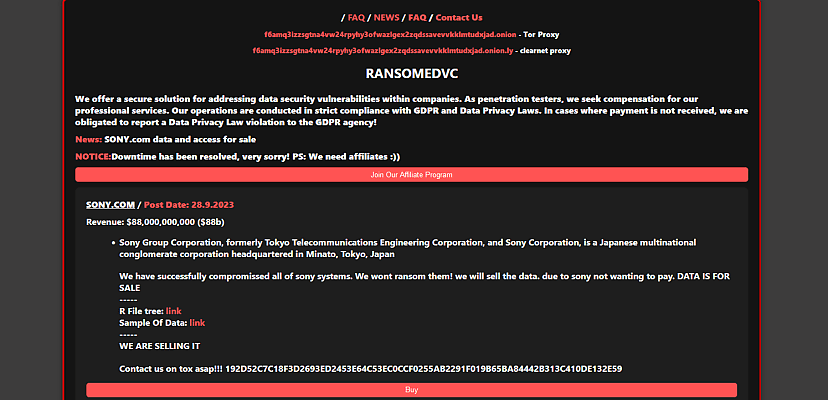 / FAQ / NEWS / FAQ / Contact Us
f6amq3izzsgtna4vw24rpyhy3ofwazlgex2zqdssavevvkklmtudxjad.onion - Tor Proxy
f6amq3izzsgtna4vw24rpyhy3ofwazlgex2zqdssavevvkklmtudxjad.onion.ly - clearnet proxy
RANSOMEDVC
We offer a secure solution for addressing data security vulnerabilities within companies. As penetration testers, we seek compensation for our
professional services. Our operations are conducted in strict compliance with GDPR and Data Privacy Laws. In cases where payment is not received, we are
obligated to report a Data Privacy Law violation to the GDPR agency!
News: SONY.com data and access for sale
NOTICE:Downtime has been resolved, very sorry! PS: We need affiliates :))
Join Our Affiliate Program
SONY.COM / Post Date: 28.9.2023
Revenue: $88,000,000,000 ($88b)
• Sony Group Corporation, formerly Tokyo Telecommunications Engineering Corporation, and Sony Corporation, is a Japanese multinational
conglomerate corporation headquartered in Minato, Tokyo, Japan
We have successfully compromised all of sony systems. We wont ransom them! we will sell the data. due to sony not wanting to pay. DATA IS FOR
SALE
-----
R File tree: link
Sample Of Data: link
-----
WE ARE SELLING IT
Contact us on tox asap!!! 192D52C7C18F3D2693ED2453E64C53EC0CCF0255AB2291F019B65BA84442B313C410DE132E59
Buy